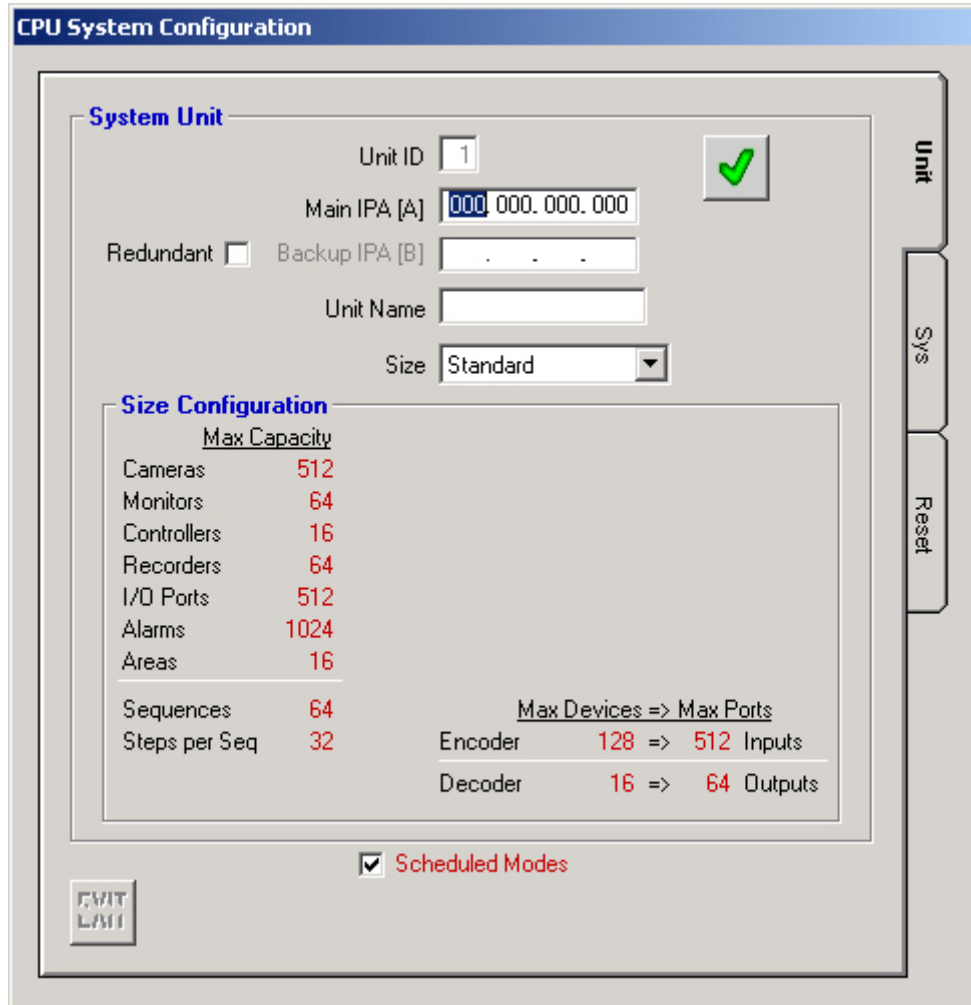 CPU System Configuration
System Unit
Unit ID 1
Main IPA [A] 000. 000. 000. 000
Redundant Backup IPA [B] . . .
Unit Name
Size Standard
Size Configuration
Max Capacity
Cameras 512
Monitors 64
Controllers 16
Recorders 64
I/O Ports 512
Alarms 1024
Areas 16
Sequences 64
Steps per Seq 32
Max Devices => Max Ports
Encoder 128 => 512 Inputs
Decoder 16 => 64 Outputs
Scheduled Modes
EXIT
Unit
Sys
Reset